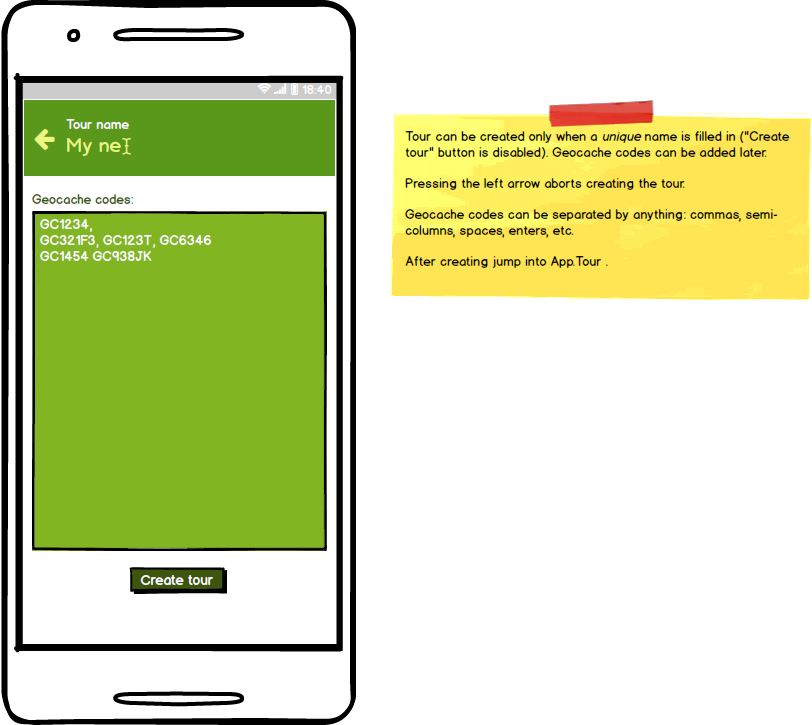 18:40
Tour name
My ne
Geocache codes:
GC1234,
GC321F3, GC123T, GC6346
GC1454 GC938JK
Create tour
Tour can be created only when a unique name is filled in ("Create
tour" button is disabled). Geocache codes can be added later.
Pressing the left arrow aborts creating the tour.
Geocache codes can be separated by anything: commas, semi-
columns, spaces, enters, etc.
After creating jump into App.Tour .